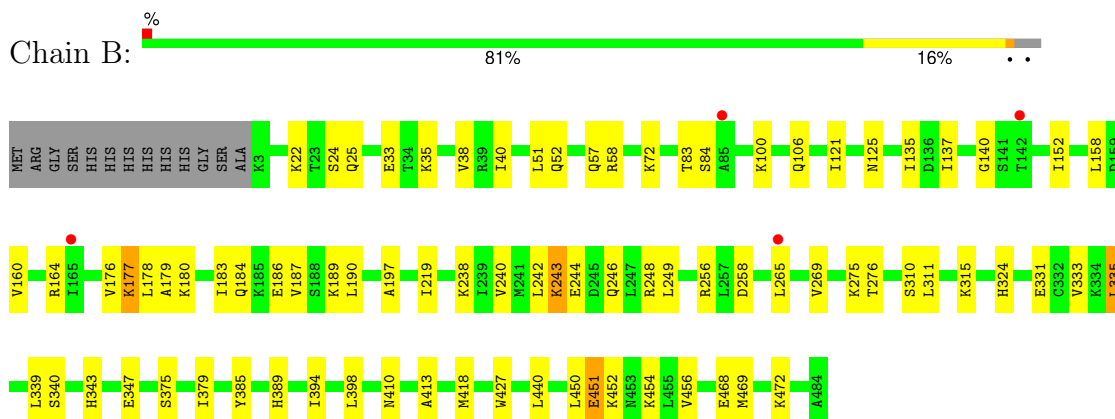 %
Chain B:
81% 16% • •
MET ARG GLY SER HIS HIS HIS HIS HIS HIS GLY SER ALA K3 K22 T23 S24 Q25 E33 T34 K35 V38 R39 I40 L51 Q52 Q57 R58 K72 T83 S84 A85 K100 Q106 I121 N125 I135 D136 I137 G140 S141 T142 I152 L158 D159
V160 R164 I165 V176 K177 L178 A179 K180 I183 Q184 K185 E186 V187 S188 K189 L190 A197 I219 K238 I239 V240 M241 L242 K243 E244 D245 Q246 L247 R248 L249 R256 L257 D258 L265 V269 K275 T276 S310 L311 K315 H324 E331 C332 V333 K334 L335
L339 S340 H343 E347 S375 I379 Y385 H389 I394 L398 N410 A413 M418 W427 L440 L450 E451 K452 N453 K454 L455 V456 E468 M469 K472 A484